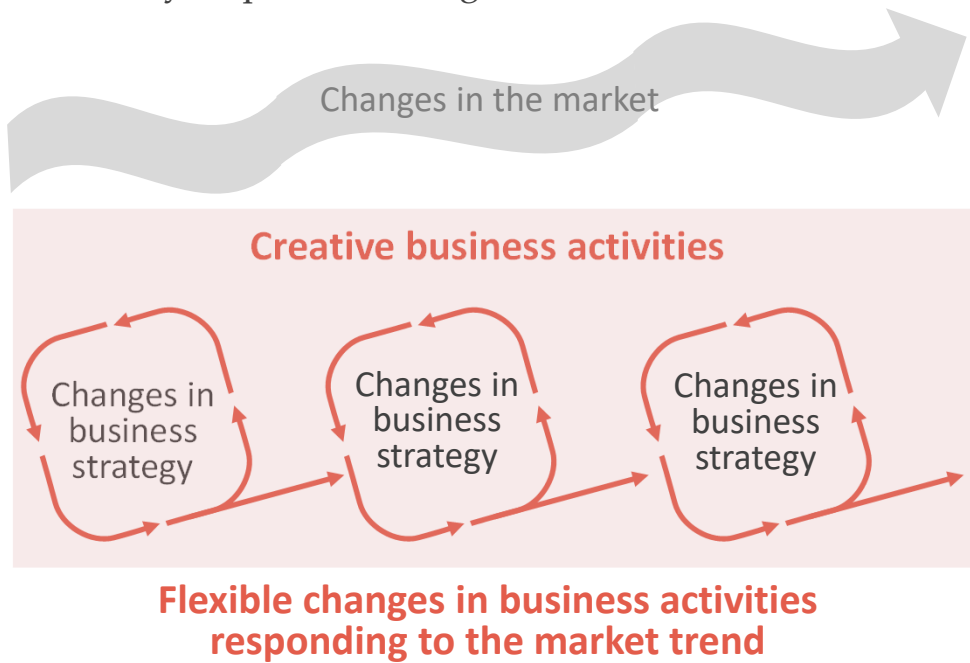 Changes in the market
Creative business activities
Changes in
business
strategy
Changes in
business
strategy
Changes in
business
strategy
Flexible changes in business activities
responding to the market trend